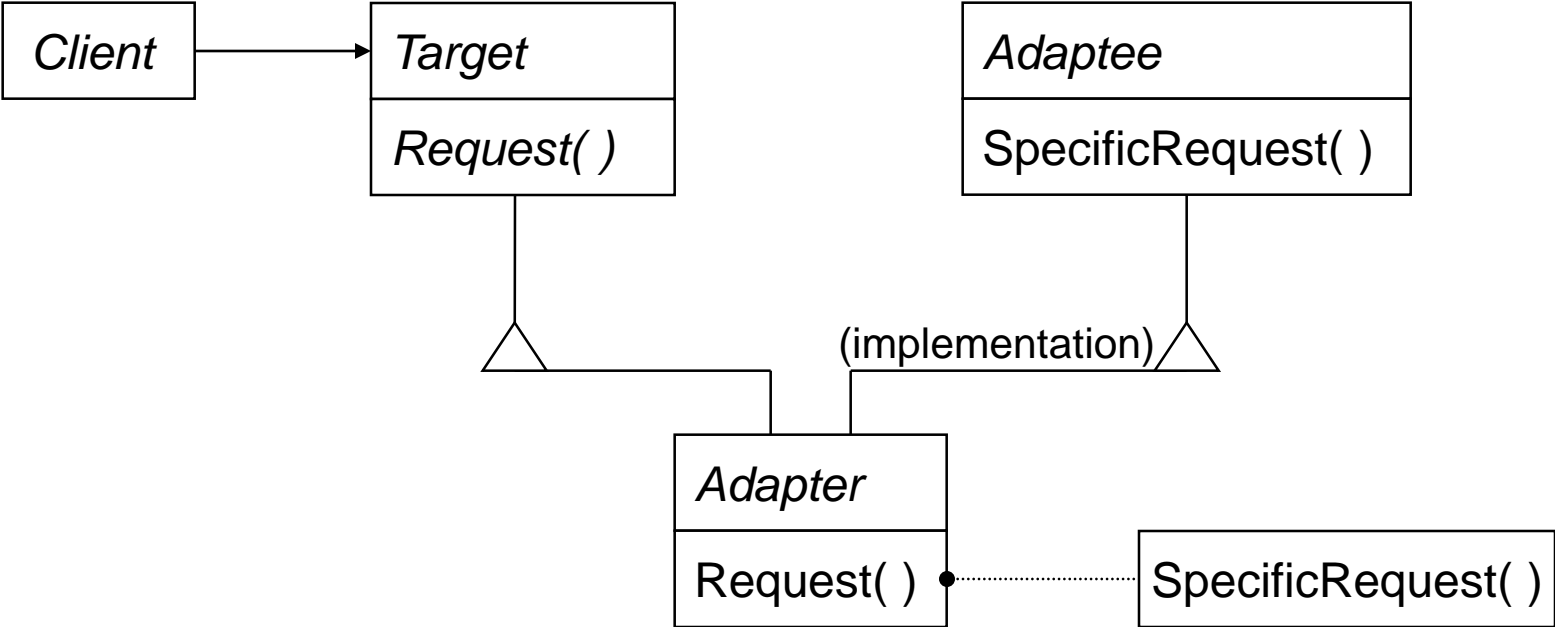 Client
Target
Adaptee
Request( )
SpecificRequest( )
(implementation)
Adapter
Request( )
SpecificRequest( )